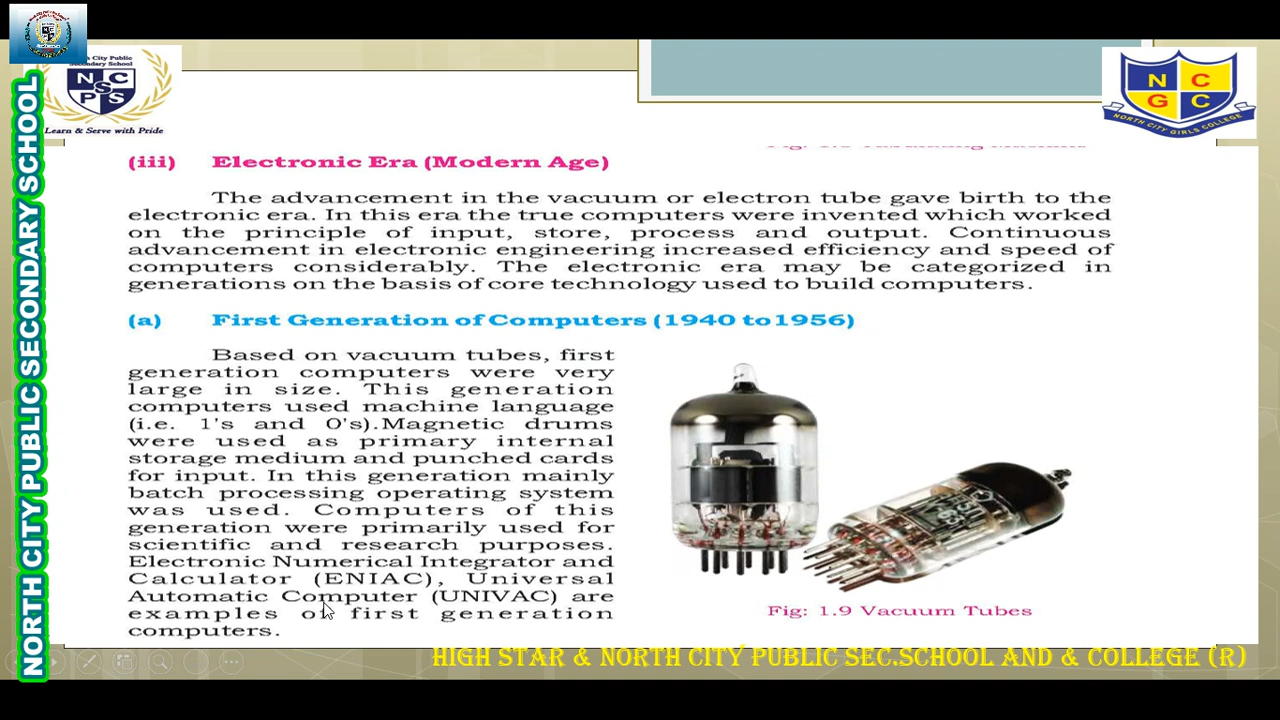 North City Public
Secondary School
N S C
P S
Learn & Serve with Pride
N C
G C
NORTH CITY GIRLS COLLEGE
NORTH CITY PUBLIC SECONDARY SCHOOL
(iii) Electronic Era (Modern Age)
The advancement in the vacuum or electron tube gave birth to the
electronic era. In this era the true computers were invented which worked
on the principle of input, store, process and output. Continuous
advancement in electronic engineering increased efficiency and speed of
computers considerably. The electronic era may be categorized in
generations on the basis of core technology used to build computers.
(a) First Generation of Computers (1940 to1956)
Based on vacuum tubes, first
generation computers were very
large in size. This generation
computers used machine language
(i.e. 1's and 0's).Magnetic drums
were used as primary internal
storage medium and punched cards
for input. In this generation mainly
batch processing operating system
was used. Computers of this
generation were primarily used for
scientific and research purposes.
Electronic Numerical Integrator and
Calculator (ENIAC), Universal
Automatic Computer (UNIVAC) are
examples of first generation
computers.
Fig: 1.9 Vacuum Tubes
HIGH STAR & NORTH CITY PUBLIC SEC.SCHOOL AND & COLLEGE (R)